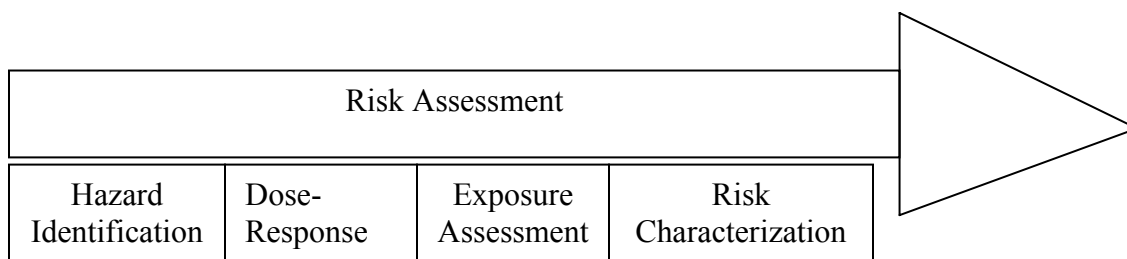 Risk Assessment
Hazard
Identification
Dose-
Response
Exposure
Assessment
Risk
Characterization